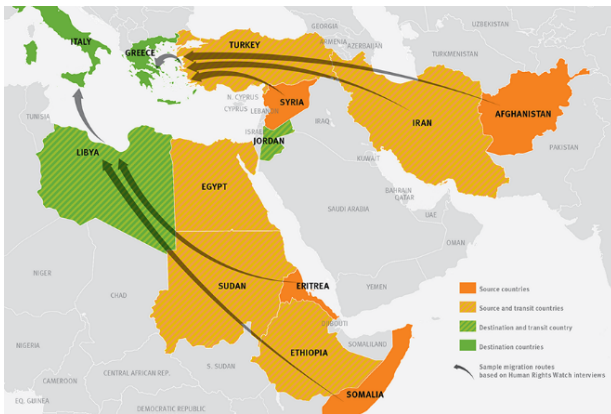 GEORGIA
UZBEKISTAN
ITALY
GREECE
TURKEY
ARMENIA
AZERBAIJAN
TURKMENISTAN
N. CYPRUS
CYPRUS
LEBANON
SYRIA
AFGHANISTAN
TUNISIA
ISRAEL
IRAQ
IRAN
JORDAN
LIBYA
PAKISTAN
KUWAIT
EGYPT
BAHRAIN
QATAR
SAUDI ARABIA
UAE
OMAN
NIGER
CHAD
SUDAN
ERITREA
YEMEN
Source countries
Source and transit countries
DJIBOUTI
Destination and transit country
NIGERIA
SOMALILAND
ETHIOPIA
Destination countries
S. SUDAN
CENTRAL AFRICAN REP.
Sample migration routes
based on Human Rights Watch interviews
CAMEROON
SOMALIA
EQ. GUINEA
DEMOCRATIC REPUBLIC